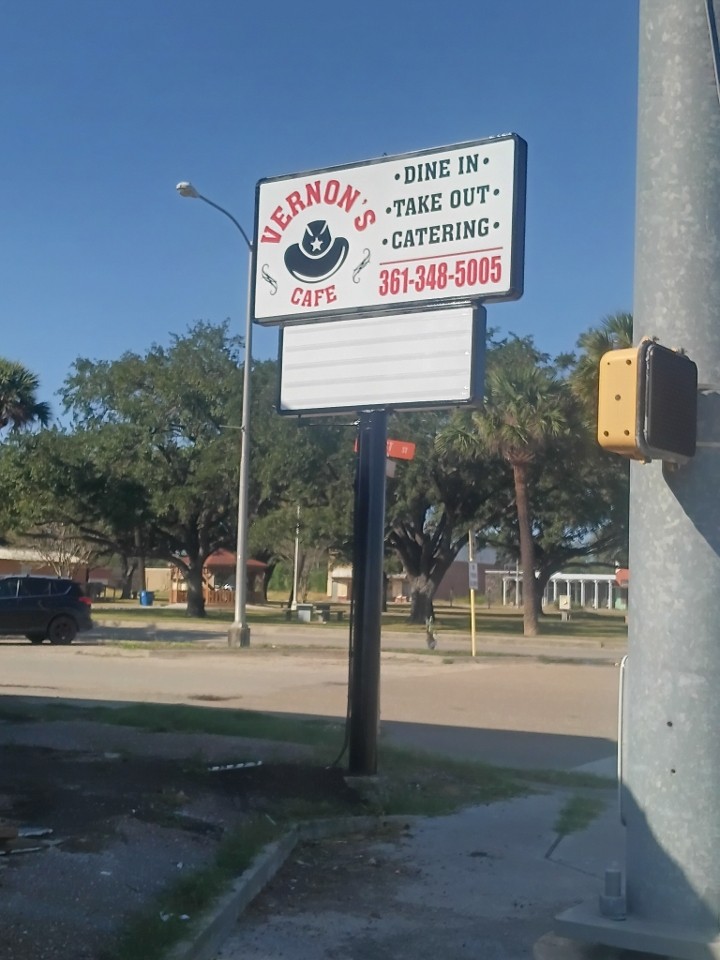 VERNON'S
CAFE
•DINE IN•
•TAKE OUT•
•CATERING•
361-348-5005